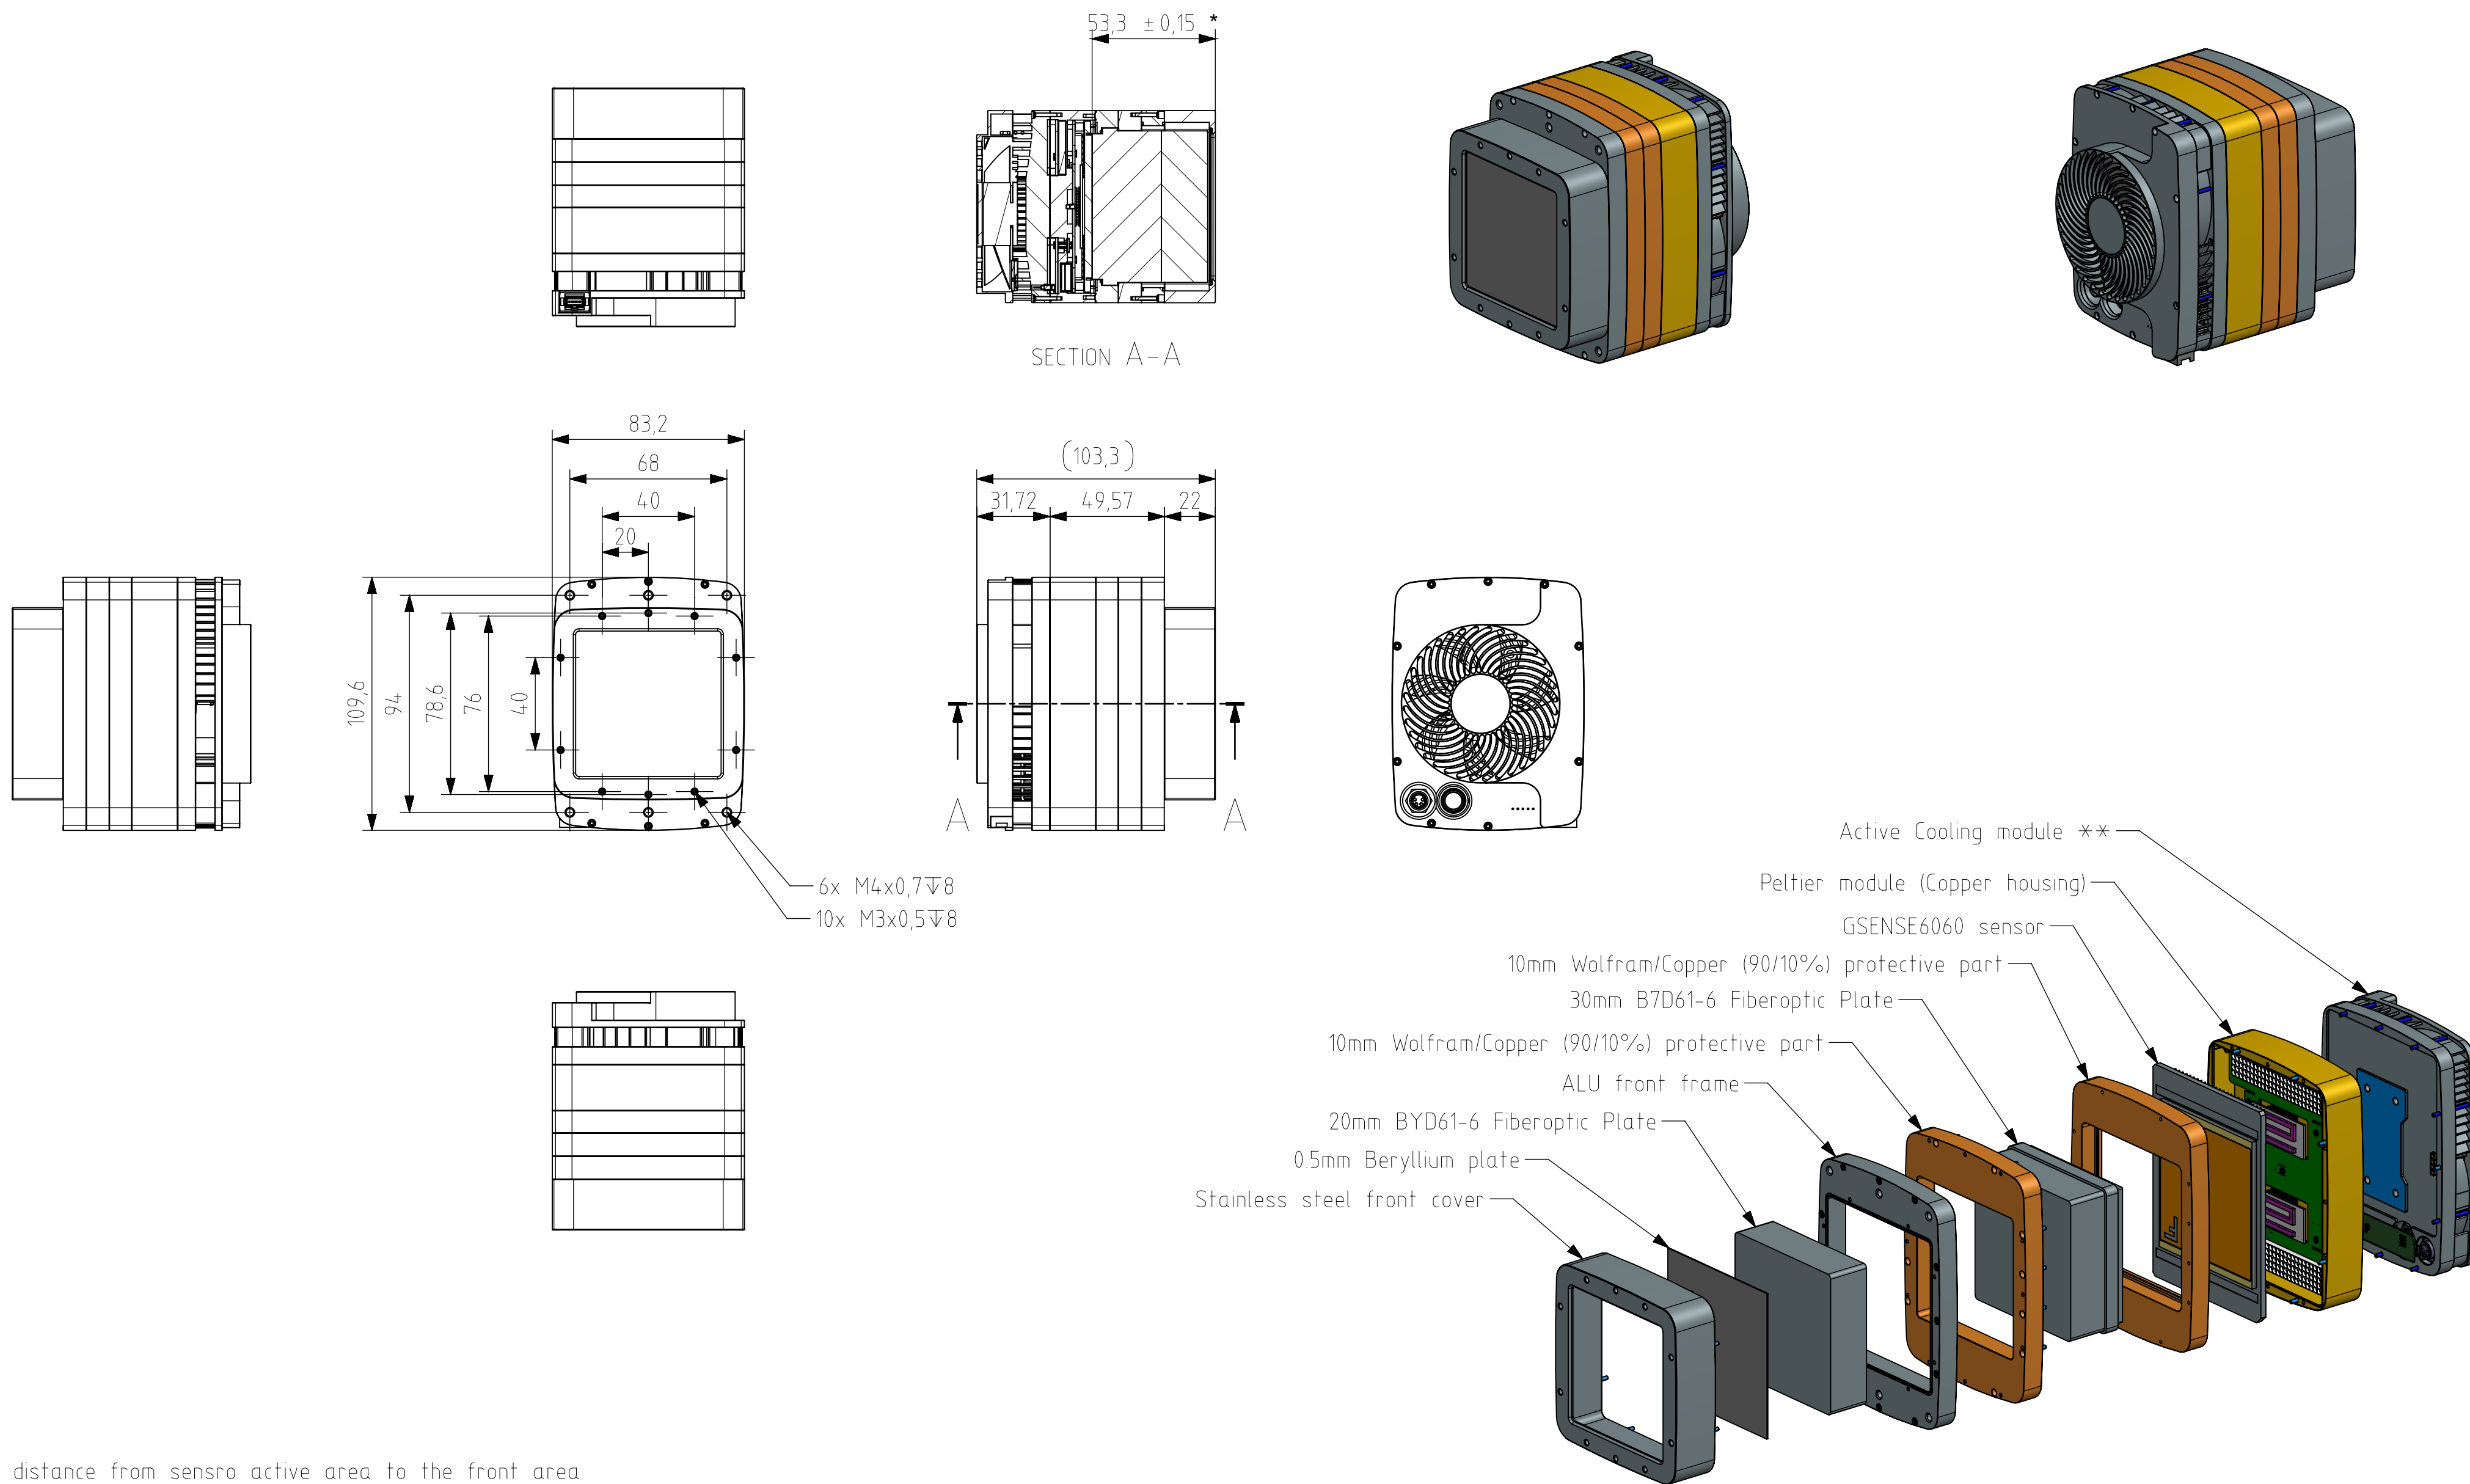 53,3 ±0,15 *
SECTION A-A
83,2
68
40
20
109,6
94
78,6
76
40
6x M4x0,7↧8
10x M3x0,5↧8
(103,3)
31,72
49,57
22
A
A
Active Cooling module **
Peltier module (Copper housing)
GSENSE6060 sensor
10mm Wolfram/Copper (90/10%) protective part
30mm B7D61-6 Fiberoptic Plate
10mm Wolfram/Copper (90/10%) protective part
ALU front frame
20mm BYD61-6 Fiberoptic Plate
0.5mm Beryllium plate
Stainless steel front cover
distance from sensro active area to the front area